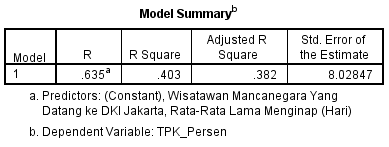 Model Summaryb
Model R R Square Adjusted R Square Std. Error of the Estimate
1 .635a .403 .382 8.02847
a. Predictors: (Constant), Wisatawan Mancanegara Yang
Datang ke DKI Jakarta, Rata-Rata Lama Menginap (Hari)
b. Dependent Variable: TPK_Persen